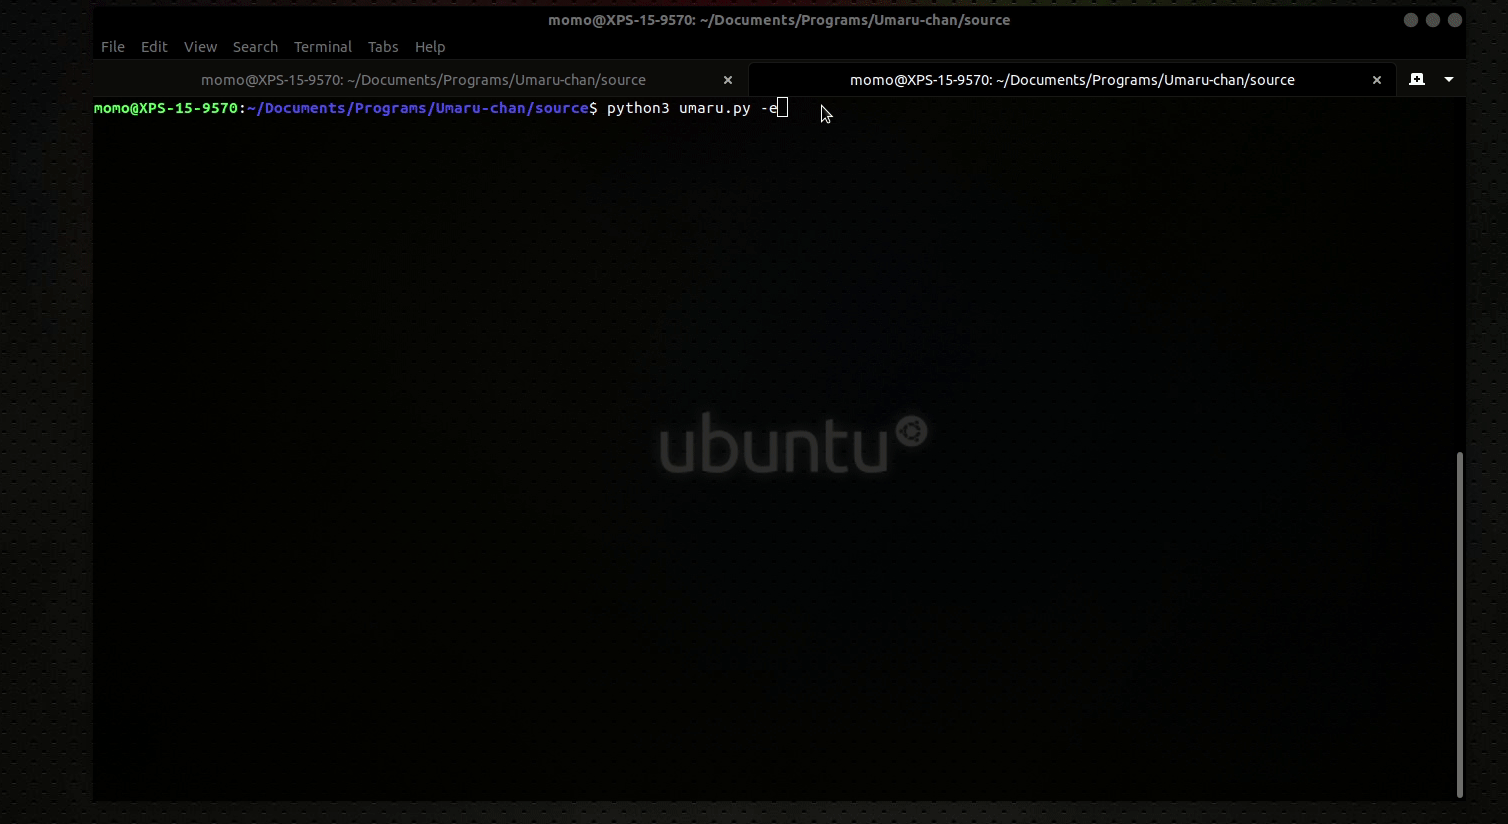 momo@XPS-15-9570: ~/Documents/Programs/Umaru-chan/source
File Edit View Search Terminal Tabs Help
momo@XPS-15-9570: ~/Documents/Programs/Umaru-chan/source × momo@XPS-15-9570: ~/Documents/Programs/Umaru-chan/source ×
momo@XPS-15-9570:~/Documents/Programs/Umaru-chan/source$ python3 umaru.py -e
ubuntu